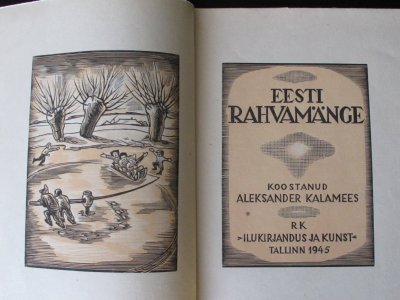 EESTI
RAHVAMÄNGE
KOOSTANUD
ALEKSANDER KALAMEES
RK
>ILUKIRJANDUS JA KUNST<
TALLINN 1945